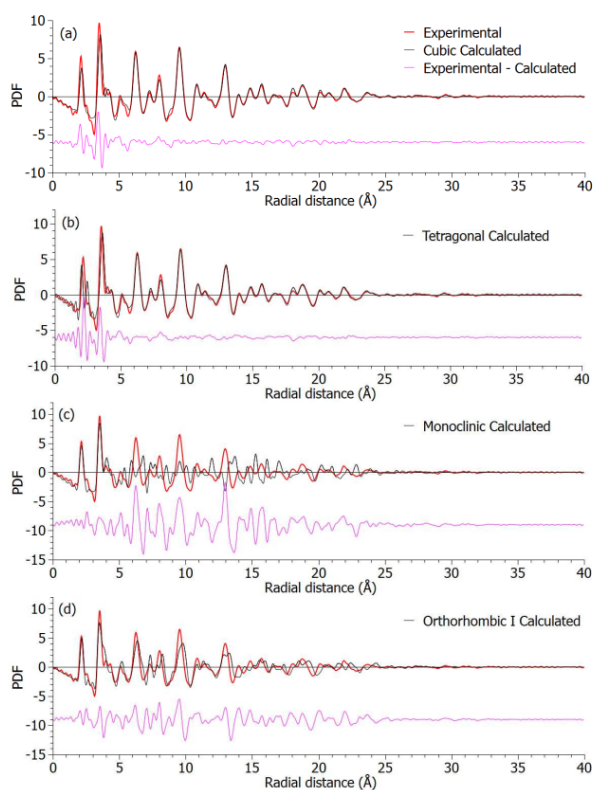 (a)
Experimental
Cubic Calculated
Experimental - Calculated
PDF
10
5
0
-5
-10
0 5 10 15 20 25 30 35 40
Radial distance (Å)
(b)
Tetragonal Calculated
PDF
10
5
0
-5
-10
0 5 10 15 20 25 30 35 40
Radial distance (Å)
(c)
Monoclinic Calculated
PDF
10
5
0
-5
-10
-15
0 5 10 15 20 25 30 35 40
Radial distance (Å)
(d)
Orthorhombic I Calculated
PDF
10
5
0
-5
-10
-15
0 5 10 15 20 25 30 35 40
Radial distance (Å)